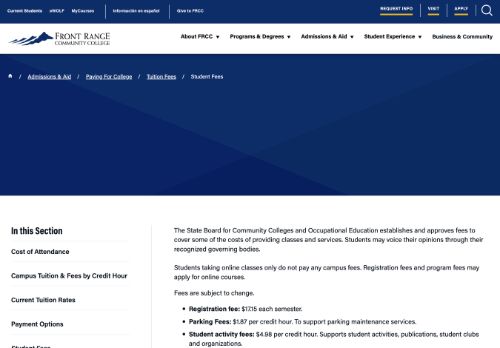 Current Students eWOLF MyCourses Información en español Give to FRCC REQUEST INFO VISIT APPLY
FRONT RANGE
COMMUNITY COLLEGE
About FRCC ▼ Programs & Degrees ▼ Admissions & Aid ▼ Student Experience ▼ Business & Community
/ Admissions & Aid / Paying For College / Tuition Fees / Student Fees
In this Section
Cost of Attendance
Campus Tuition & Fees by Credit Hour
Current Tuition Rates
Payment Options
Student Fees
The State Board for Community Colleges and Occupational Education establishes and approves fees to
cover some of the costs of providing classes and services. Students may voice their opinions through their
recognized governing bodies.
Students taking online classes only do not pay any campus fees. Registration fees and program fees may
apply for online courses.
Fees are subject to change.
• Registration fee: $17.15 each semester.
• Parking Fees: $1.87 per credit hour. To support parking maintenance services.
• Student activity fees: $4.98 per credit hour. Supports student activities, publications, student clubs
and organizations.